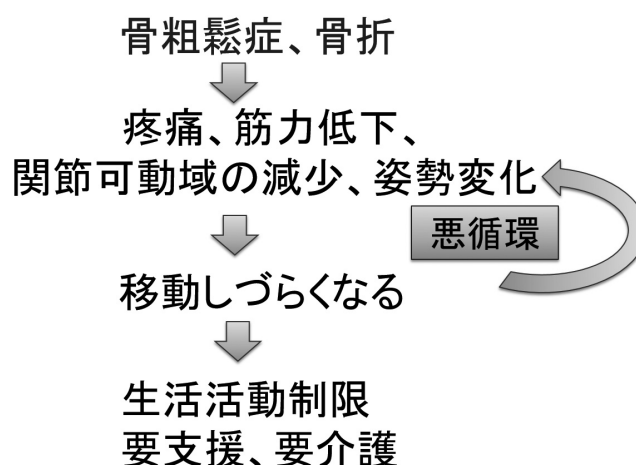 骨粗鬆症、骨折
疼痛、筋力低下、
関節可動域の減少、姿勢変化
悪循環
移動しづらくなる
生活活動制限
要支援、要介護